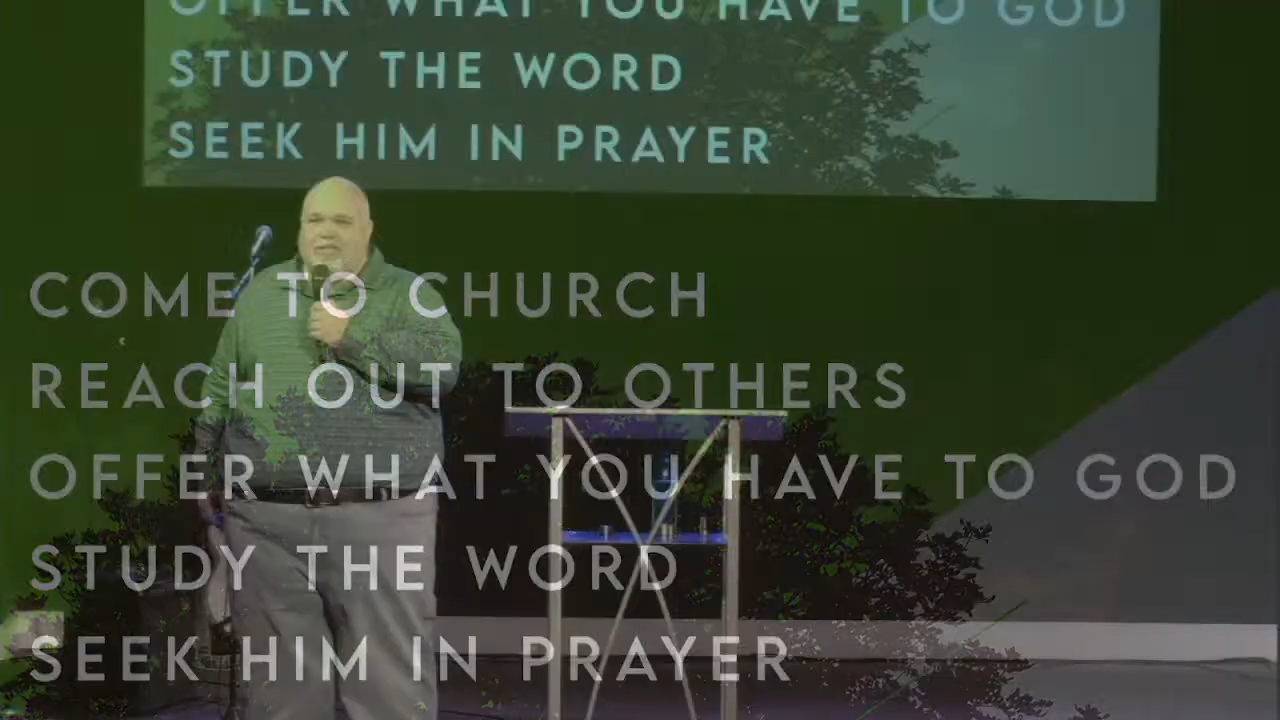 OFFER WHAT YOU HAVE TO GOD
STUDY THE WORD
SEEK HIM IN PRAYER
COME TO CHURCH
REACH OUT TO OTHERS
OFFER WHAT YOU HAVE TO GOD
STUDY THE WORD
SEEK HIM IN PRAYER